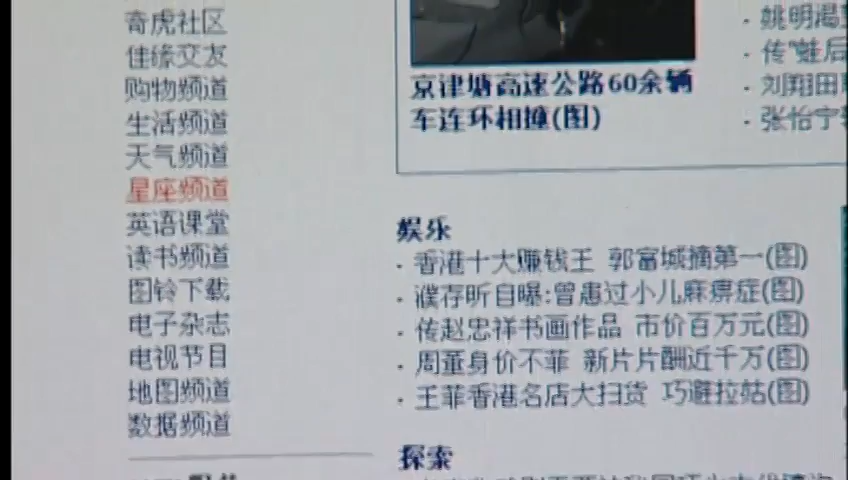 奇虎社区
佳缘交友
购物频道
生活频道
天气频道
星座频道
英语课堂
读书频道
图铃下载
电子杂志
电视节目
地图频道
数据频道
京津塘高速公路60余辆
车连环相撞(图)
· 姚明渴
· 传"蛙后
· 刘翔田
· 张怡宁
娱乐
· 香港十大赚钱王 郭富城摘第一(图)
· 濮存昕自曝:曾患过小儿麻痹症(图)
· 传赵忠祥书画作品 市价百万元(图)
· 周董身价不菲 新片片酬近千万(图)
· 王菲香港名店大扫货 巧避拉姑(图)
探索